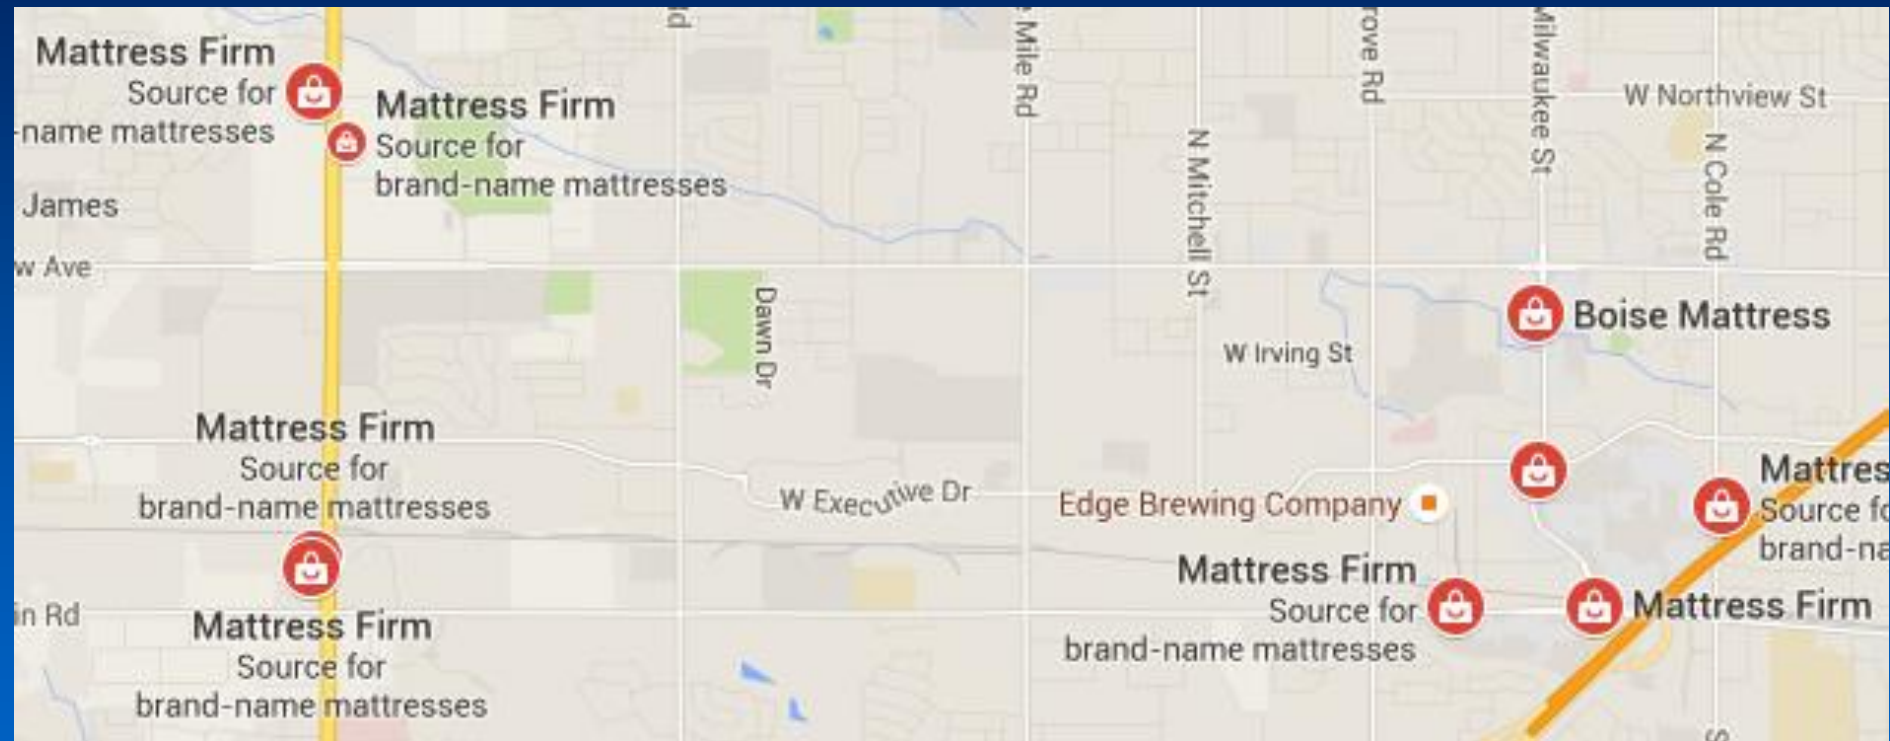 Mattress Firm
Source for
-name mattresses
Mattress Firm
Source for
brand-name mattresses
James
w Ave
Mattress Firm
Source for
brand-name mattresses
in Rd
Mattress Firm
Source for
brand-name mattresses
Dawn Dr
W Executive Dr
Mile Rd
N Mitchell St
rove Rd
Milwaukee St
W Northview St
N Cole Rd
W Irving St
Boise Mattress
Edge Brewing Company
Mattres
Source fo
brand-na
Mattress Firm
Source for
brand-name mattresses
Mattress Firm